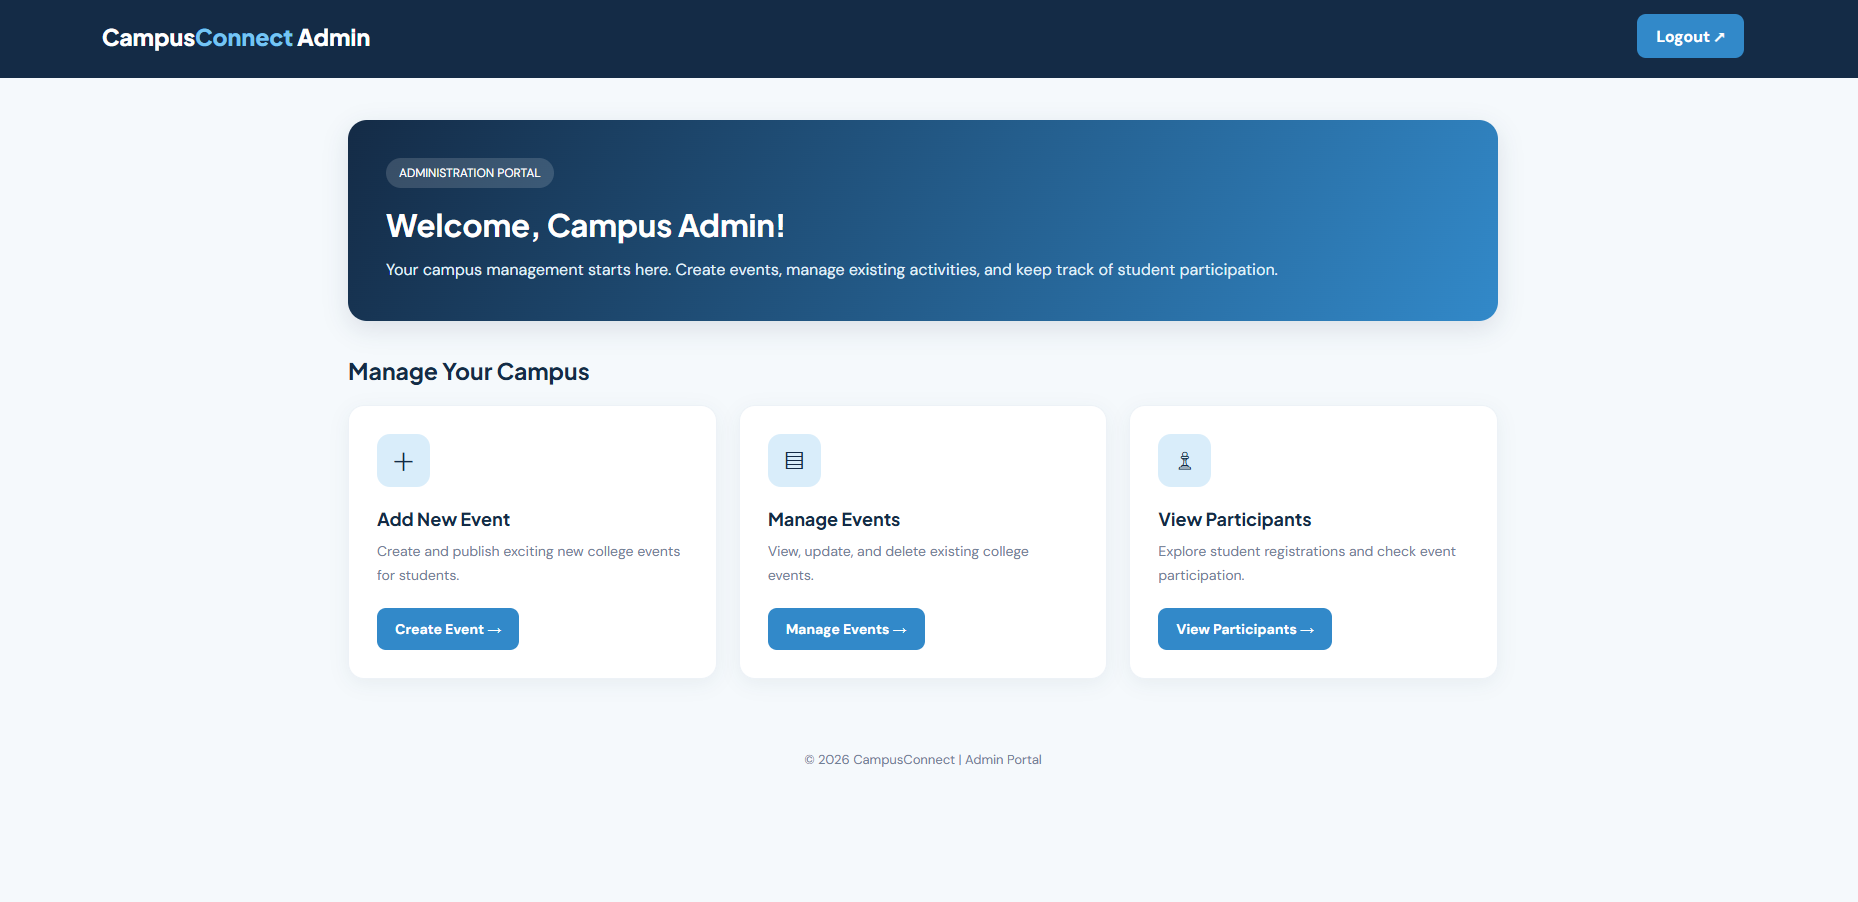 CampusConnect Admin
Logout ↗
ADMINISTRATION PORTAL
Welcome, Campus Admin!
Your campus management starts here. Create events, manage existing activities, and keep track of student participation.
Manage Your Campus
Add New Event
Create and publish exciting new college events
for students.
Create Event →
Manage Events
View, update, and delete existing college
events.
Manage Events →
View Participants
Explore student registrations and check event
participation.
View Participants →
© 2026 CampusConnect | Admin Portal